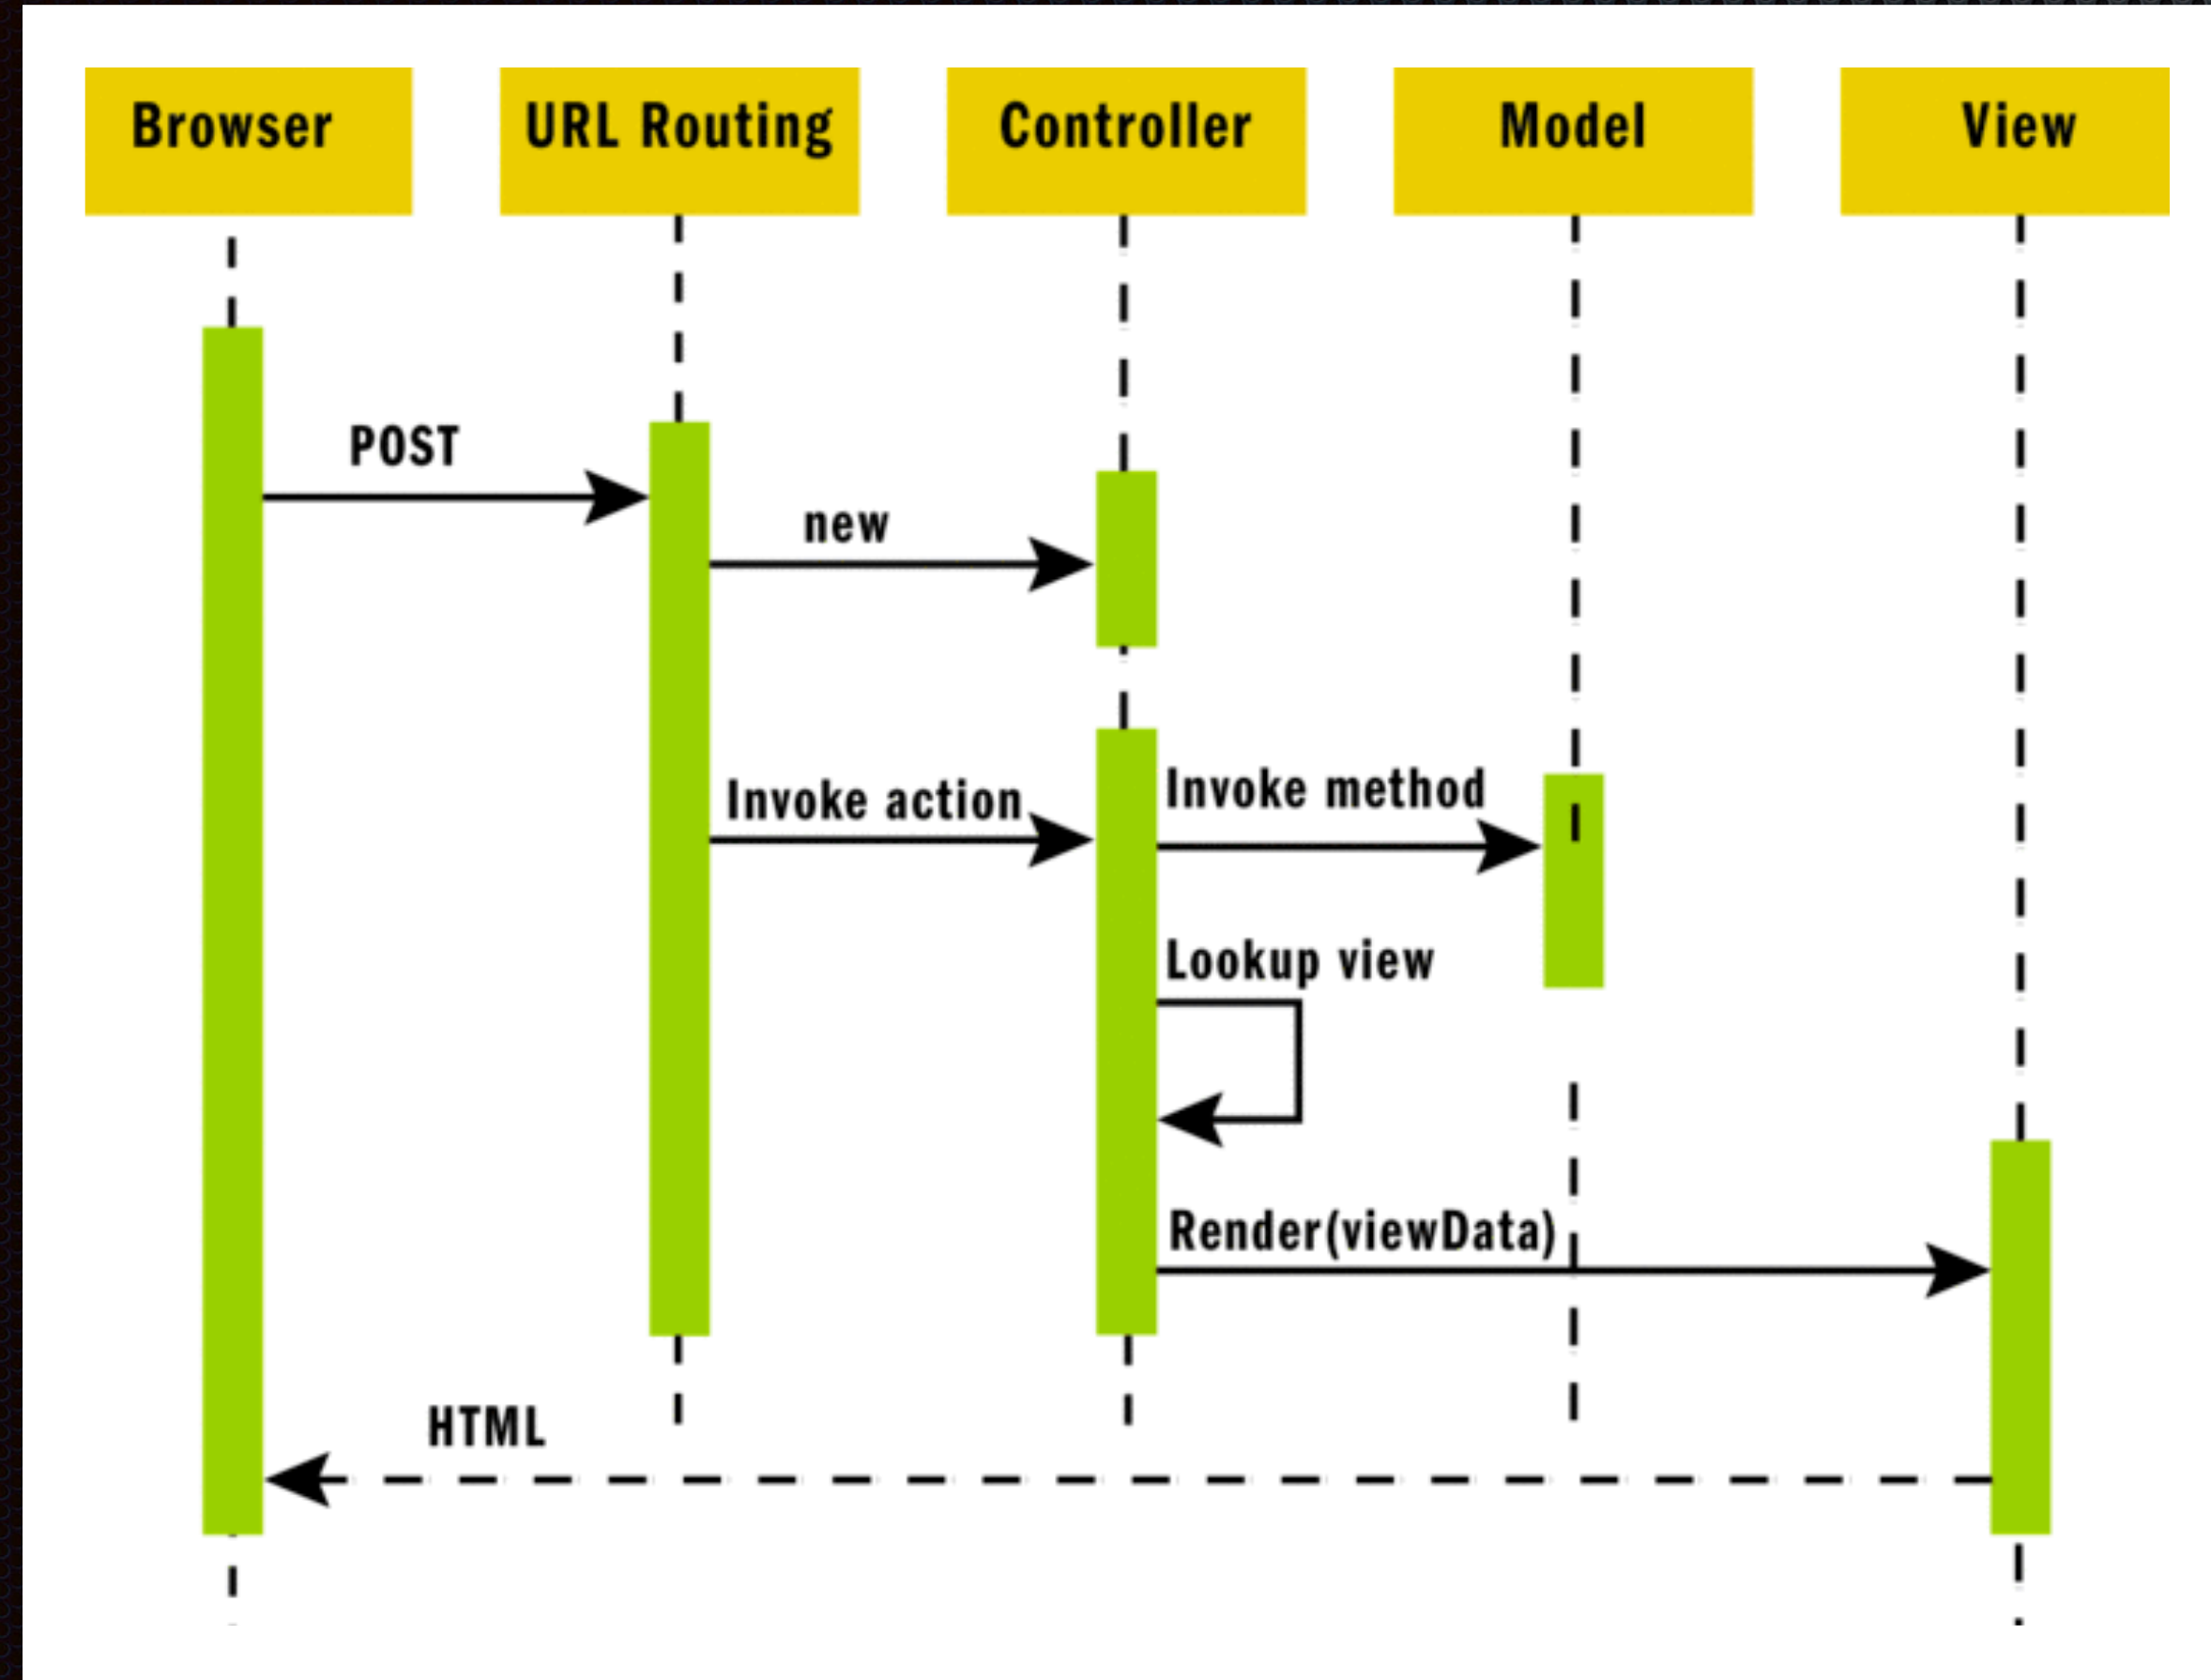 Browser
URL Routing
Controller
Model
View
POST
new
Invoke action
Invoke method
Lookup view
Render(viewData)
HTML